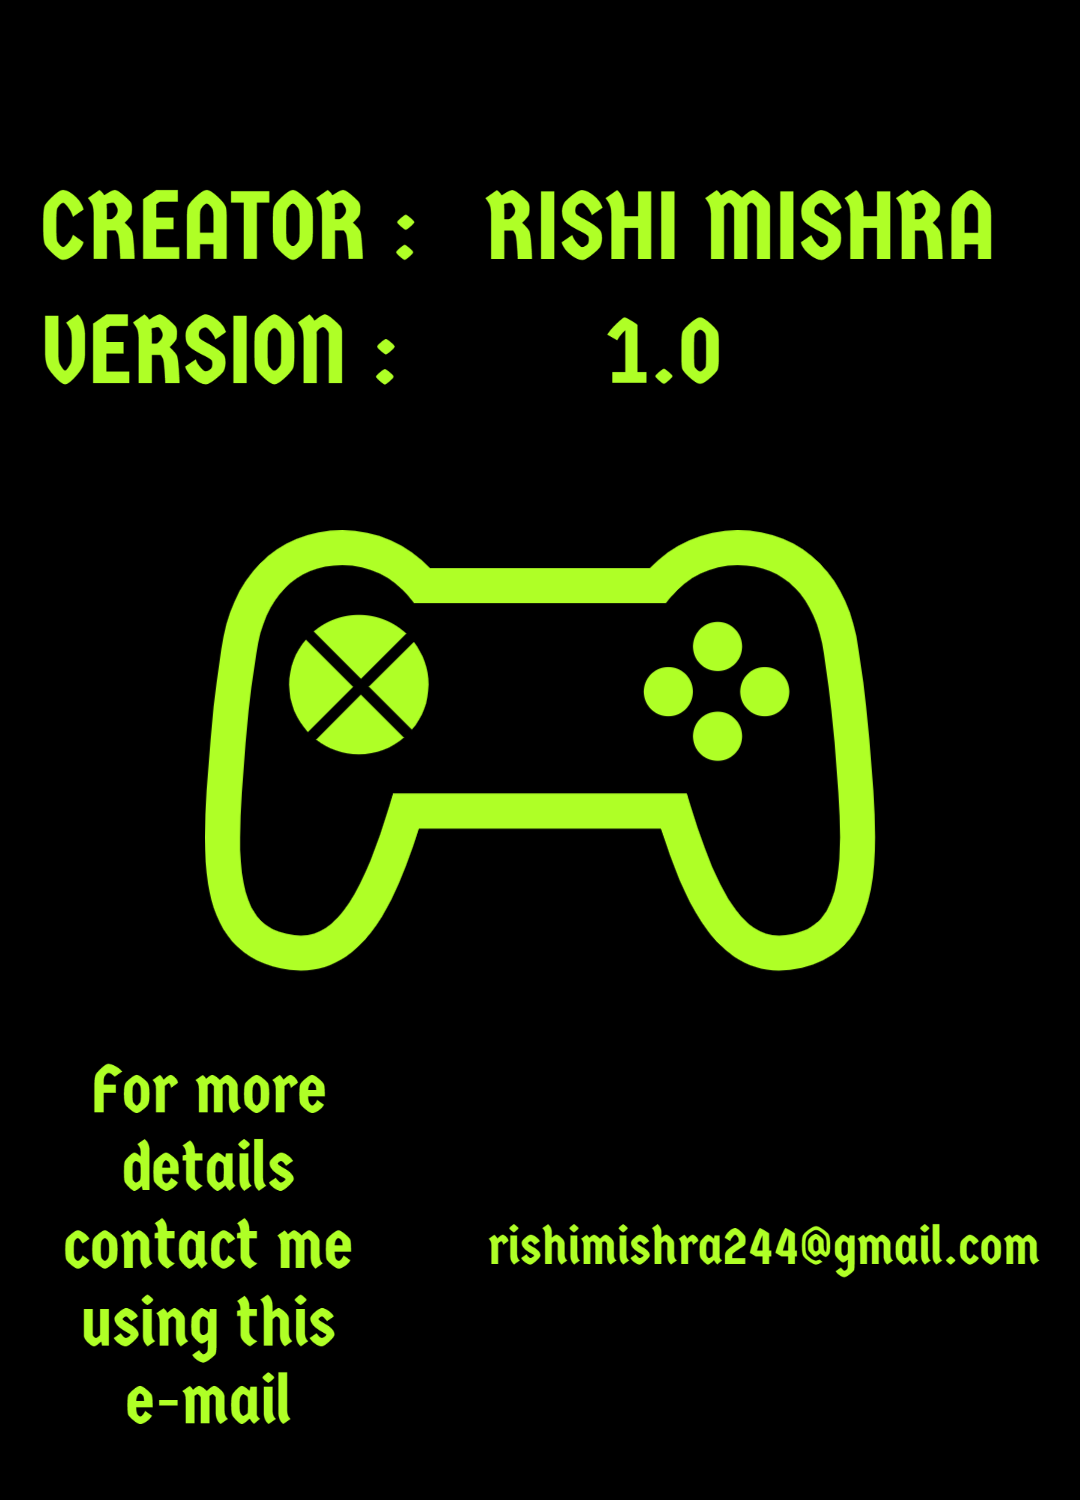 CREATOR : RISHI MISHRA
VERSION : 1.0
For more
details
contact me
using this
e-mail
rishimishra244@gmail.com